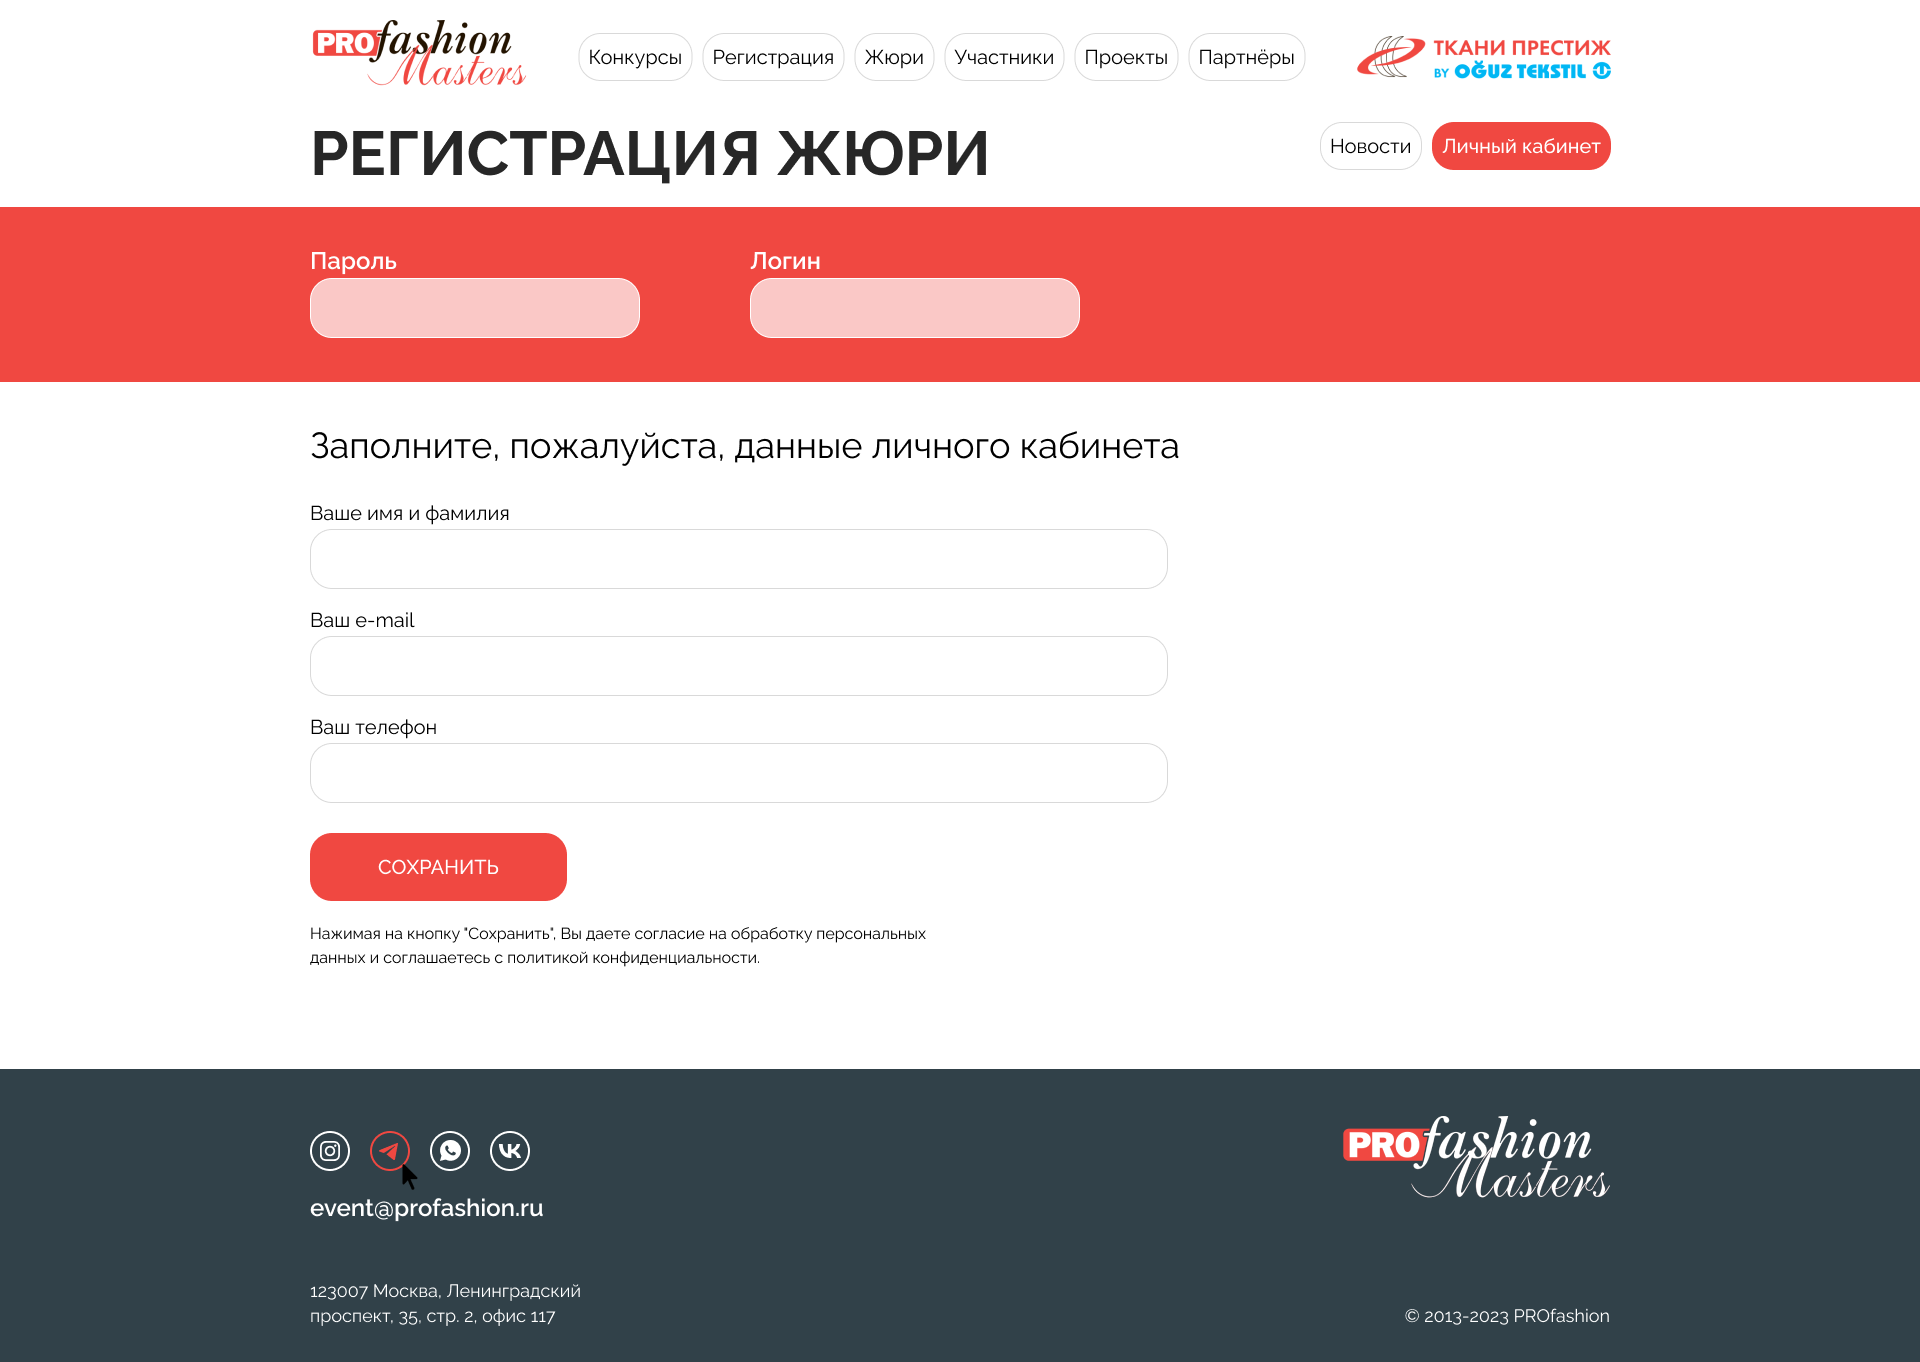 PROfashion
Masters
Конкурсы
Регистрация
Жюри
Участники
Проекты
Партнёры
ТКАНИ ПРЕСТИЖ
BY OĞUZ TEKSTIL
РЕГИСТРАЦИЯ ЖЮРИ
Новости
Личный кабинет
Пароль
Логин
Заполните, пожалуйста, данные личного кабинета
Ваше имя и фамилия
Ваш e-mail
Ваш телефон
СОХРАНИТЬ
Нажимая на кнопку "Сохранить", Вы даете согласие на обработку персональных
данных и соглашаетесь с политикой конфиденциальности.
PROfashion
Masters
event@profashion.ru
123007 Москва, Ленинградский
проспект, 35, стр. 2, офис 117
© 2013-2023 PROfashion